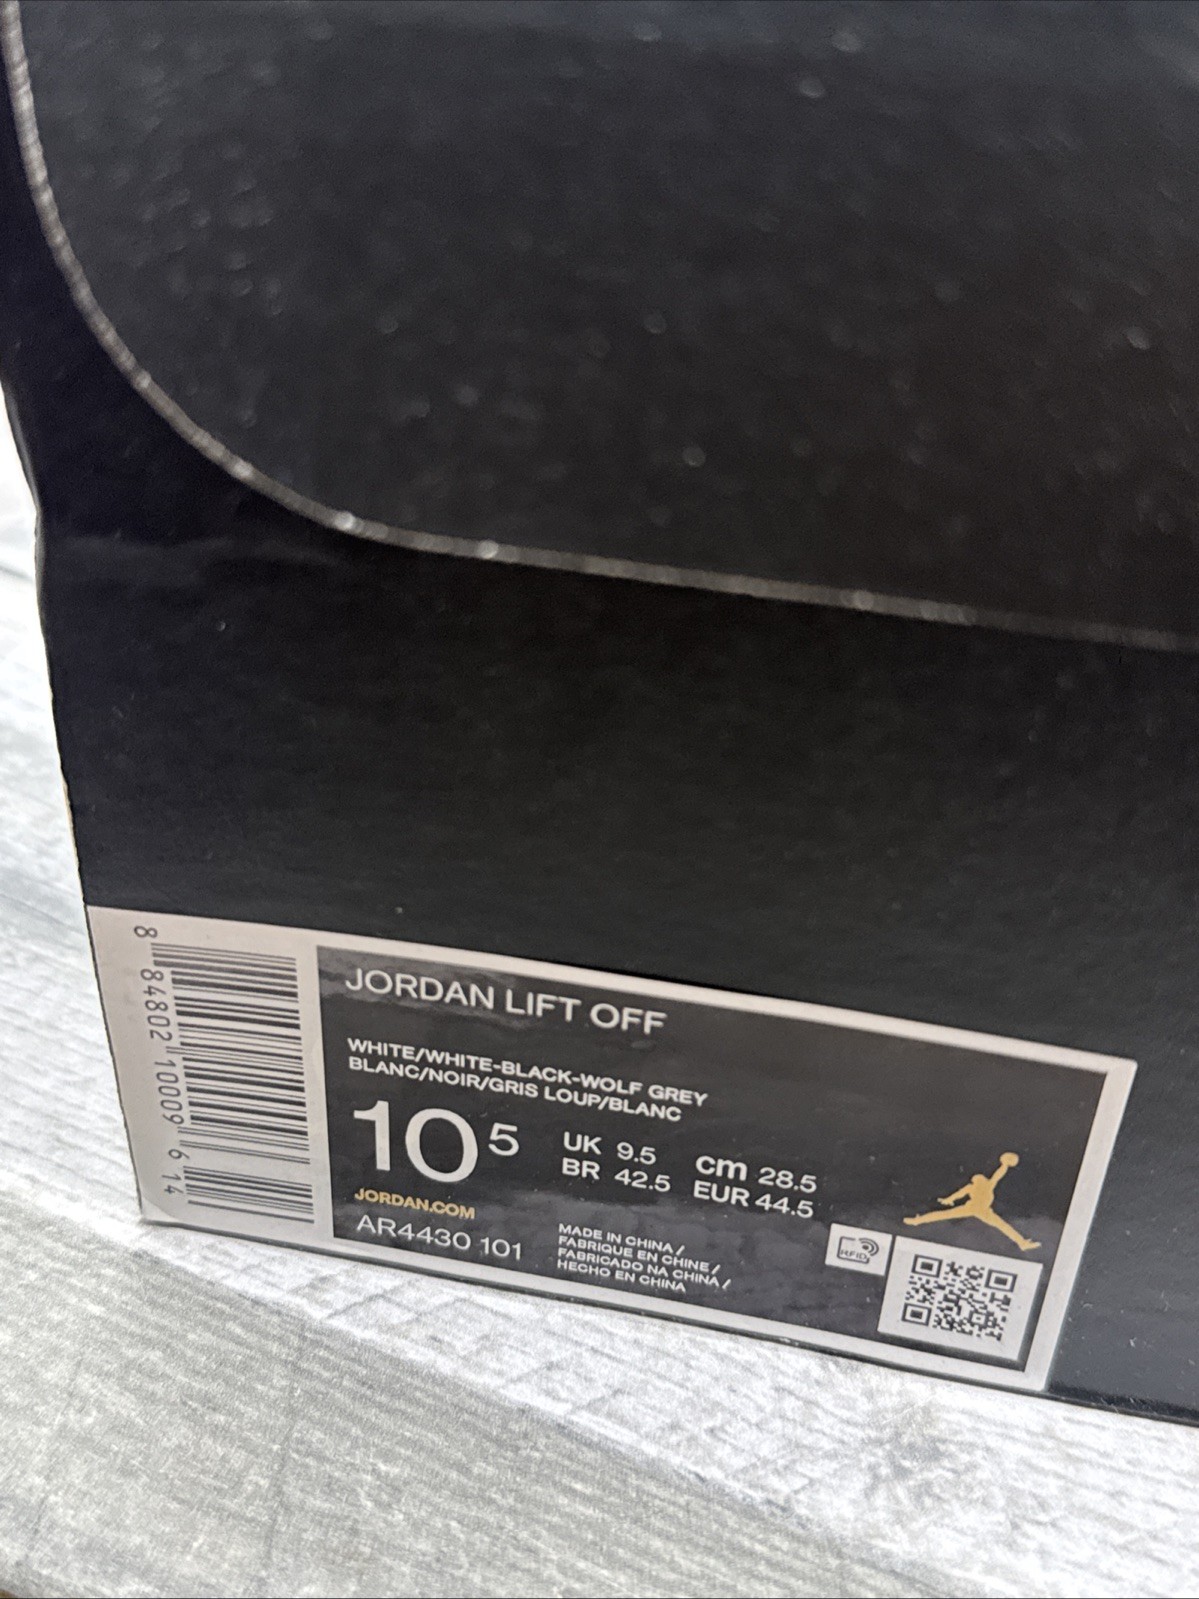 JORDAN LIFT OFF
WHITE/WHITE-BLACK-WOLF GREY
BLANC/NOIR/GRIS LOUP/BLANC
10 5
UK 9.5 cm 28.5
BR 42.5 EUR 44.5
JORDAN.COM
AR4430 101
MADE IN CHINA /
FABRIQUE EN CHINE /
FABRICADO NA CHINA /
HECHO EN CHINA
RFID
8 84802 10009 6 14